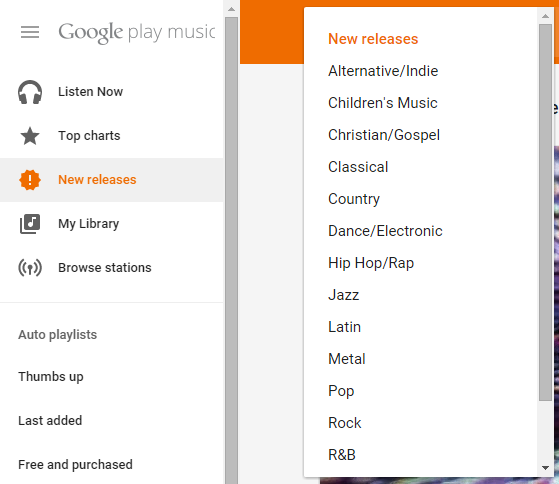 Google play music
Listen Now
Top charts
New releases
My Library
Browse stations
Auto playlists
Thumbs up
Last added
Free and purchased
New releases
Alternative/Indie
Children's Music
Christian/Gospel
Classical
Country
Dance/Electronic
Hip Hop/Rap
Jazz
Latin
Metal
Pop
Rock
R&B